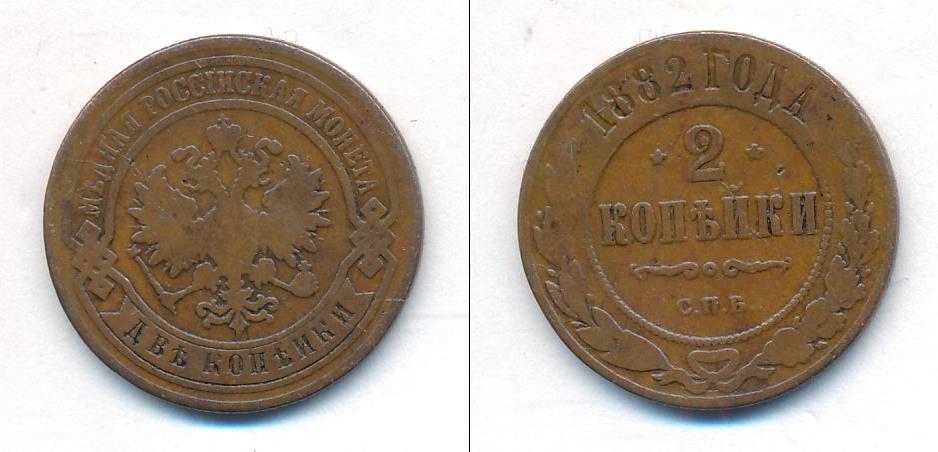 МѢДНАЯ РОССІЙСКАЯ МОНЕТА
ДВѢ КОПѢЙКИ
1882 ГОДА
2
КОПѢЙКИ
С.П.Б